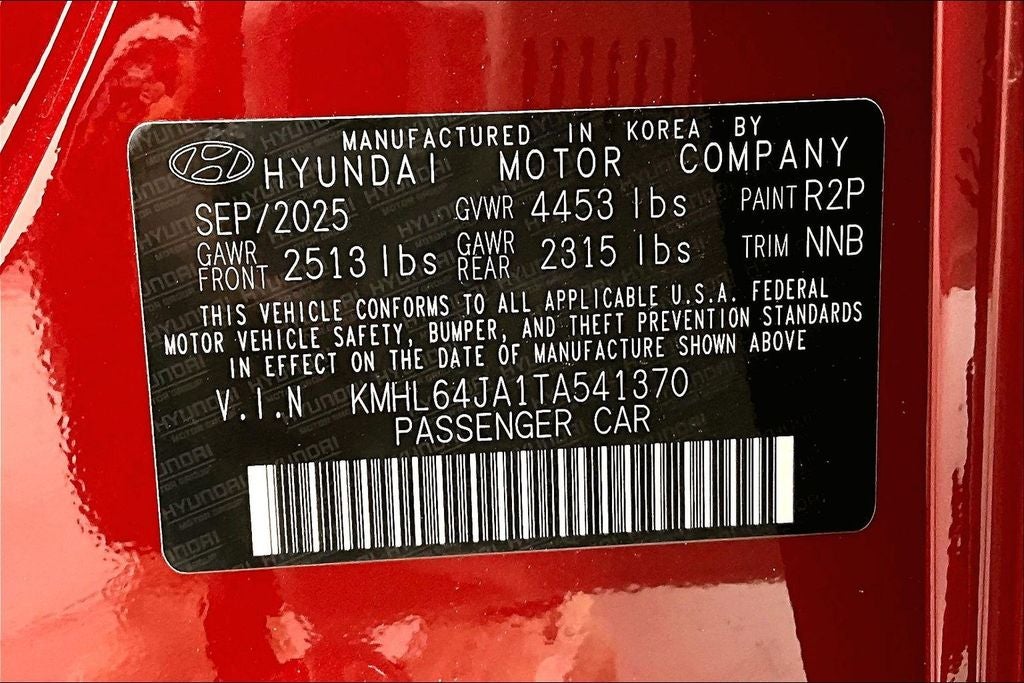 MANUFACTURED IN KOREA BY
HYUNDAI MOTOR COMPANY
SEP/2025 GVWR 4453 lbs PAINT R2P
GAWR FRONT 2513 lbs GAWR REAR 2315 lbs TRIM NNB
THIS VEHICLE CONFORMS TO ALL APPLICABLE U.S.A. FEDERAL
MOTOR VEHICLE SAFETY, BUMPER, AND THEFT PREVENTION STANDARDS
IN EFFECT ON THE DATE OF MANUFACTURE SHOWN ABOVE
V.I.N KMHL64JA1TA541370
PASSENGER CAR